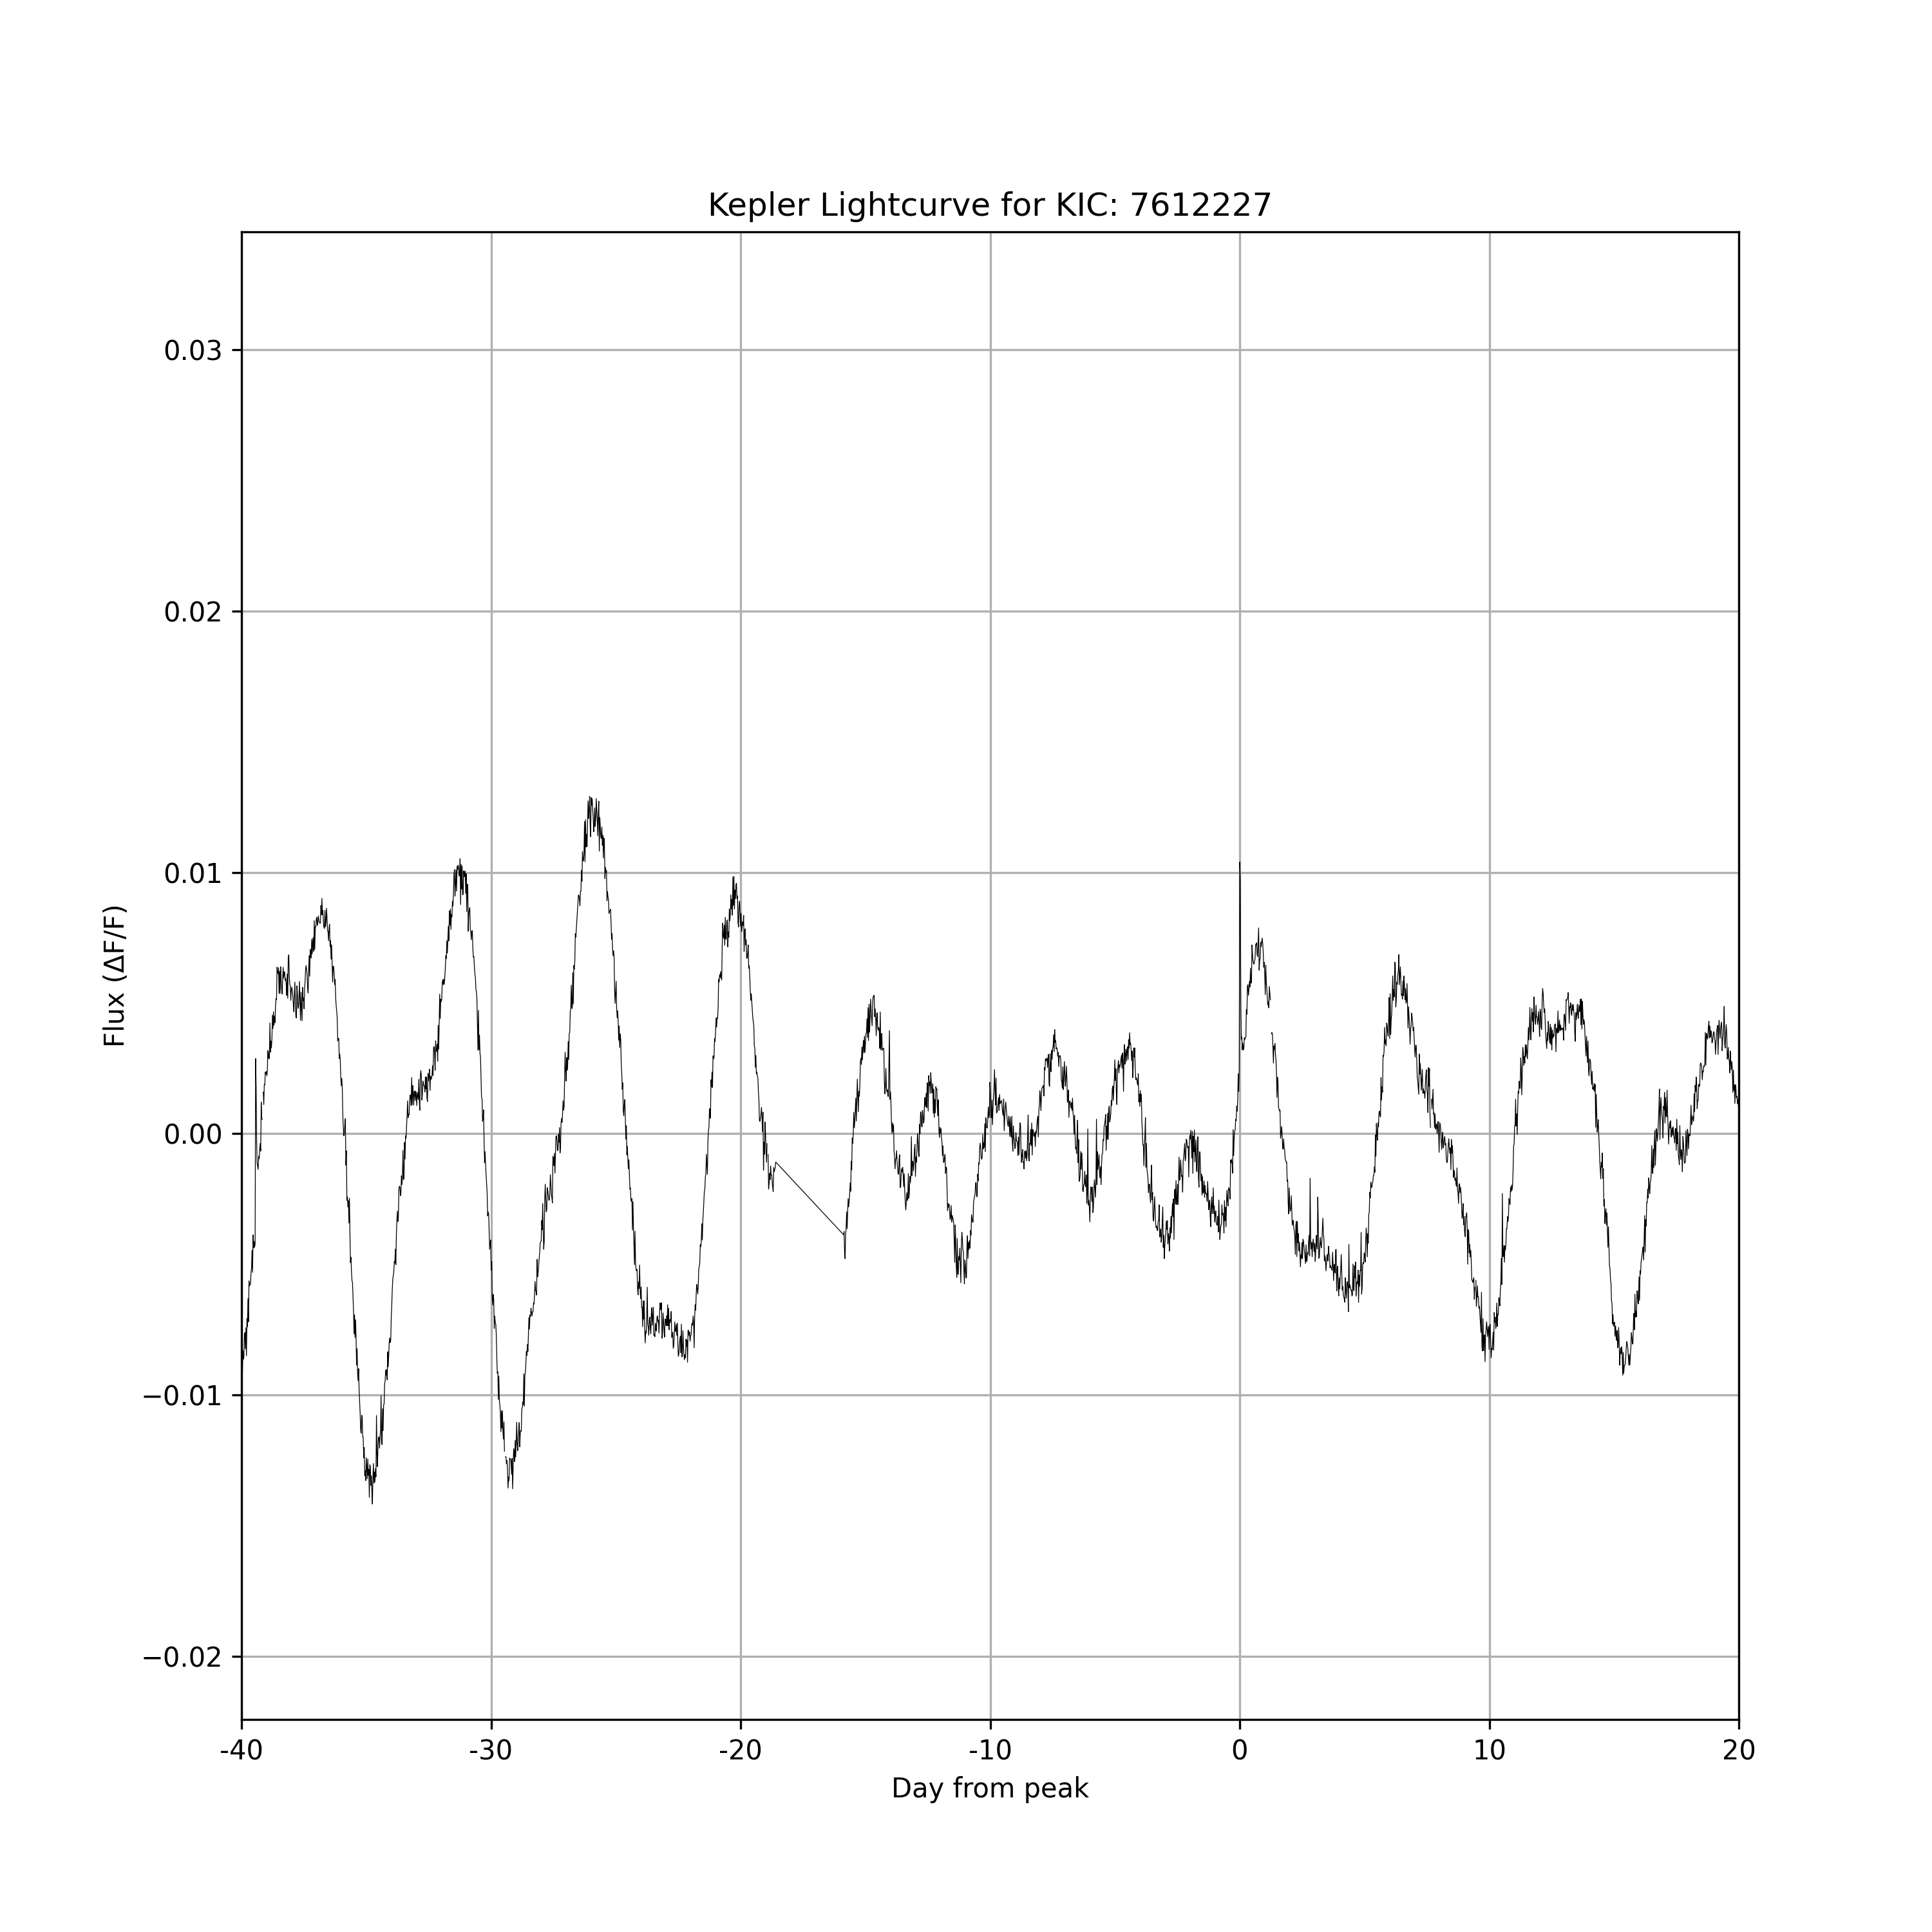 Kepler Lightcurve for KIC: 7612227
Flux (ΔF/F)
0.03
0.02
0.01
0.00
−0.01
−0.02
-40 -30 -20 -10 0 10 20
Day from peak